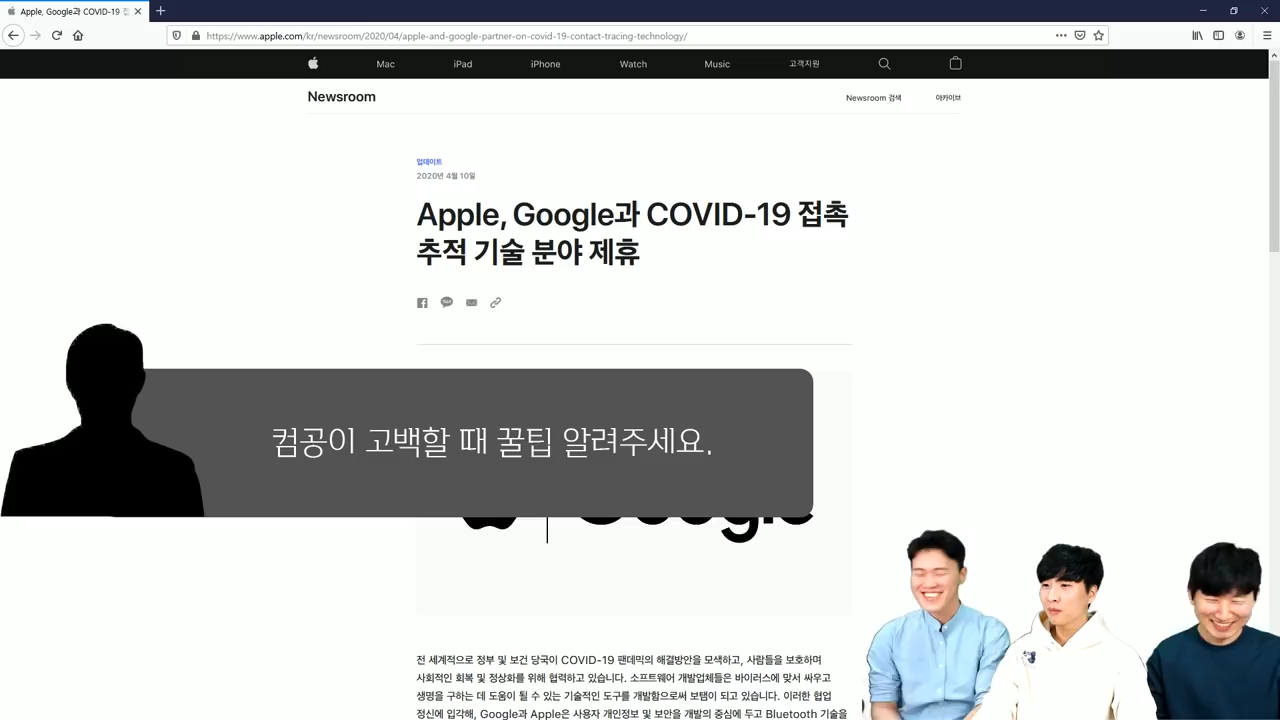 Apple, Google과 COVID-19 접
https://www.apple.com/kr/newsroom/2020/04/apple-and-google-partner-on-covid-19-contact-tracing-technology/
Mac
iPad
iPhone
Watch
Music
고객지원
Newsroom
Newsroom 검색
아카이브
업데이트
2020년 4월 10일
Apple, Google과 COVID-19 접촉
추적 기술 분야 제휴
컴공이 고백할 때 꿀팁 알려주세요.
Google
전 세계적으로 정부 및 보건 당국이 COVID-19 팬데믹의 해결방안을 모색하고, 사람들을 보호하며
사회적인 회복 및 정상화를 위해 협력하고 있습니다. 소프트웨어 개발업체들은 바이러스에 맞서 싸우고
생명을 구하는 데 도움이 될 수 있는 기술적인 도구를 개발함으로써 보탬이 되고 있습니다. 이러한 협업
정신에 입각해, Google과 Apple은 사용자 개인정보 및 보안을 개발의 중심에 두고 Bluetooth 기술을